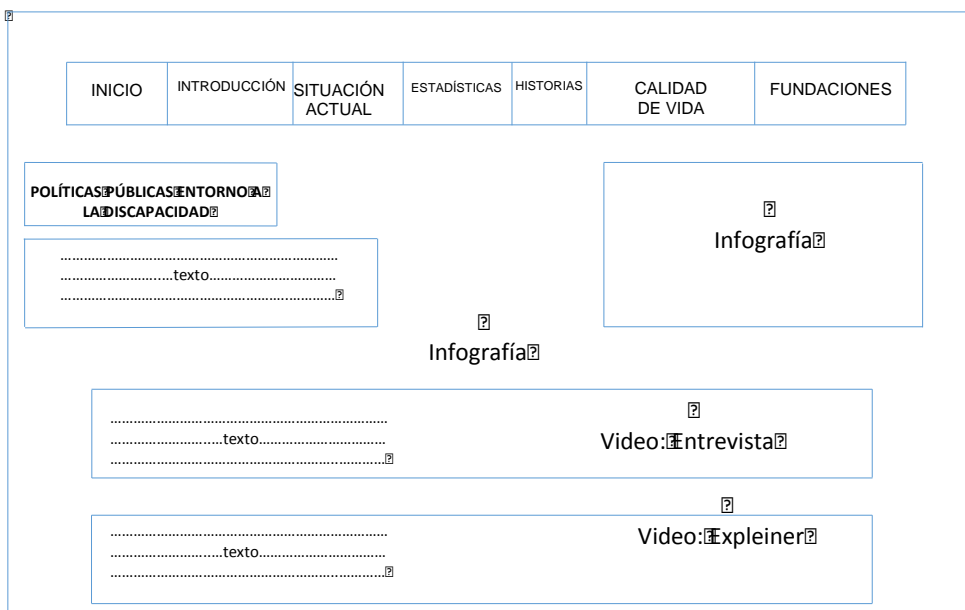 INICIO
INTRODUCCIÓN
SITUACIÓN
ACTUAL
ESTADÍSTICAS
HISTORIAS
CALIDAD
DE VIDA
FUNDACIONES
POLÍTICAS PÚBLICAS ENTORNO A
LA DISCAPACIDAD
Infografía
..................................................................
............................texto.................................
..................................................................
Infografía
..................................................................
............................texto.................................
..................................................................
Video: Entrevista
..................................................................
............................texto.................................
..................................................................
Video: Expleiner